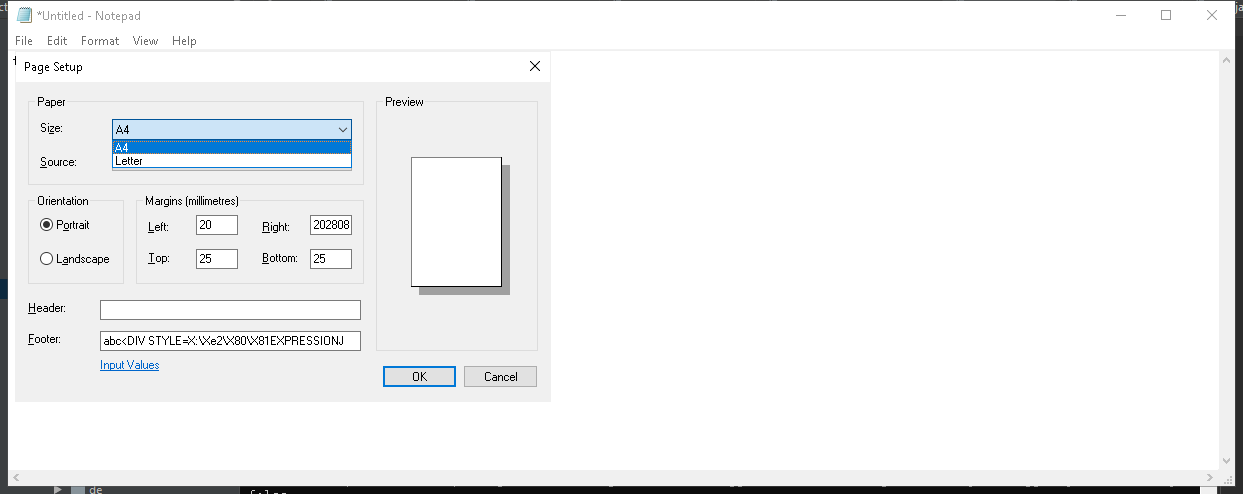 *Untitled - Notepad
File Edit Format View Help
Page Setup
Paper
Preview
Size: A4
A4
Letter
Source:
Orientation
Margins (millimetres)
Portrait
Left: 20 Right: 202808
Landscape
Top: 25 Bottom: 25
Header:
Footer: abc<DIV STYLE=X:\Xe2\X80\X81EXPRESSIONJ
Input Values
OK Cancel
de